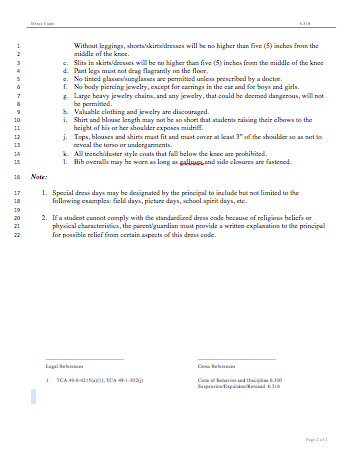 Dress Code 6.310
1 Without leggings, shorts/skirts/dresses will be no higher than five (5) inches from the
2 middle of the knee.
3 c. Slits in skirts/dresses will be no higher than five (5) inches from the middle of the knee
4 d. Pant legs must not drag flagrantly on the floor.
5 e. No tinted glasses/sunglasses are permitted unless prescribed by a doctor.
6 f. No body piercing jewelry, except for earrings in the ear and for boys and girls.
7 g. Large heavy jewelry chains, and any jewelry, that could be deemed dangerous, will not
8 be permitted.
9 h. Valuable clothing and jewelry are discouraged.
10 i. Shirt and blouse length may not be so short that students raising their elbows to the
11 height of his or her shoulder exposes midriff.
12 j. Tops, blouses and shirts must fit and must cover at least 3" of the shoulder so as not to
13 reveal the torso or undergarments.
14 k. All trench/duster style coats that fall below the knee are prohibited.
15 l. Bib overalls may be worn as long as galluses and side closures are fastened.
16 Note:
17 1. Special dress days may be designated by the principal to include but not limited to the
18 following examples: field days, picture days, school spirit days, etc.
19
20 2. If a student cannot comply with the standardized dress code because of religious beliefs or
21 physical characteristics, the parent/guardian must provide a written explanation to the principal
22 for possible relief from certain aspects of this dress code.
Legal References Cross References
1. TCA 49-6-4215(a)(1); TCA 49-1-302(j) Code of Behavior and Discipline 6.300
Suspension/Expulsion/Remand 6.316
Page 2 of 2